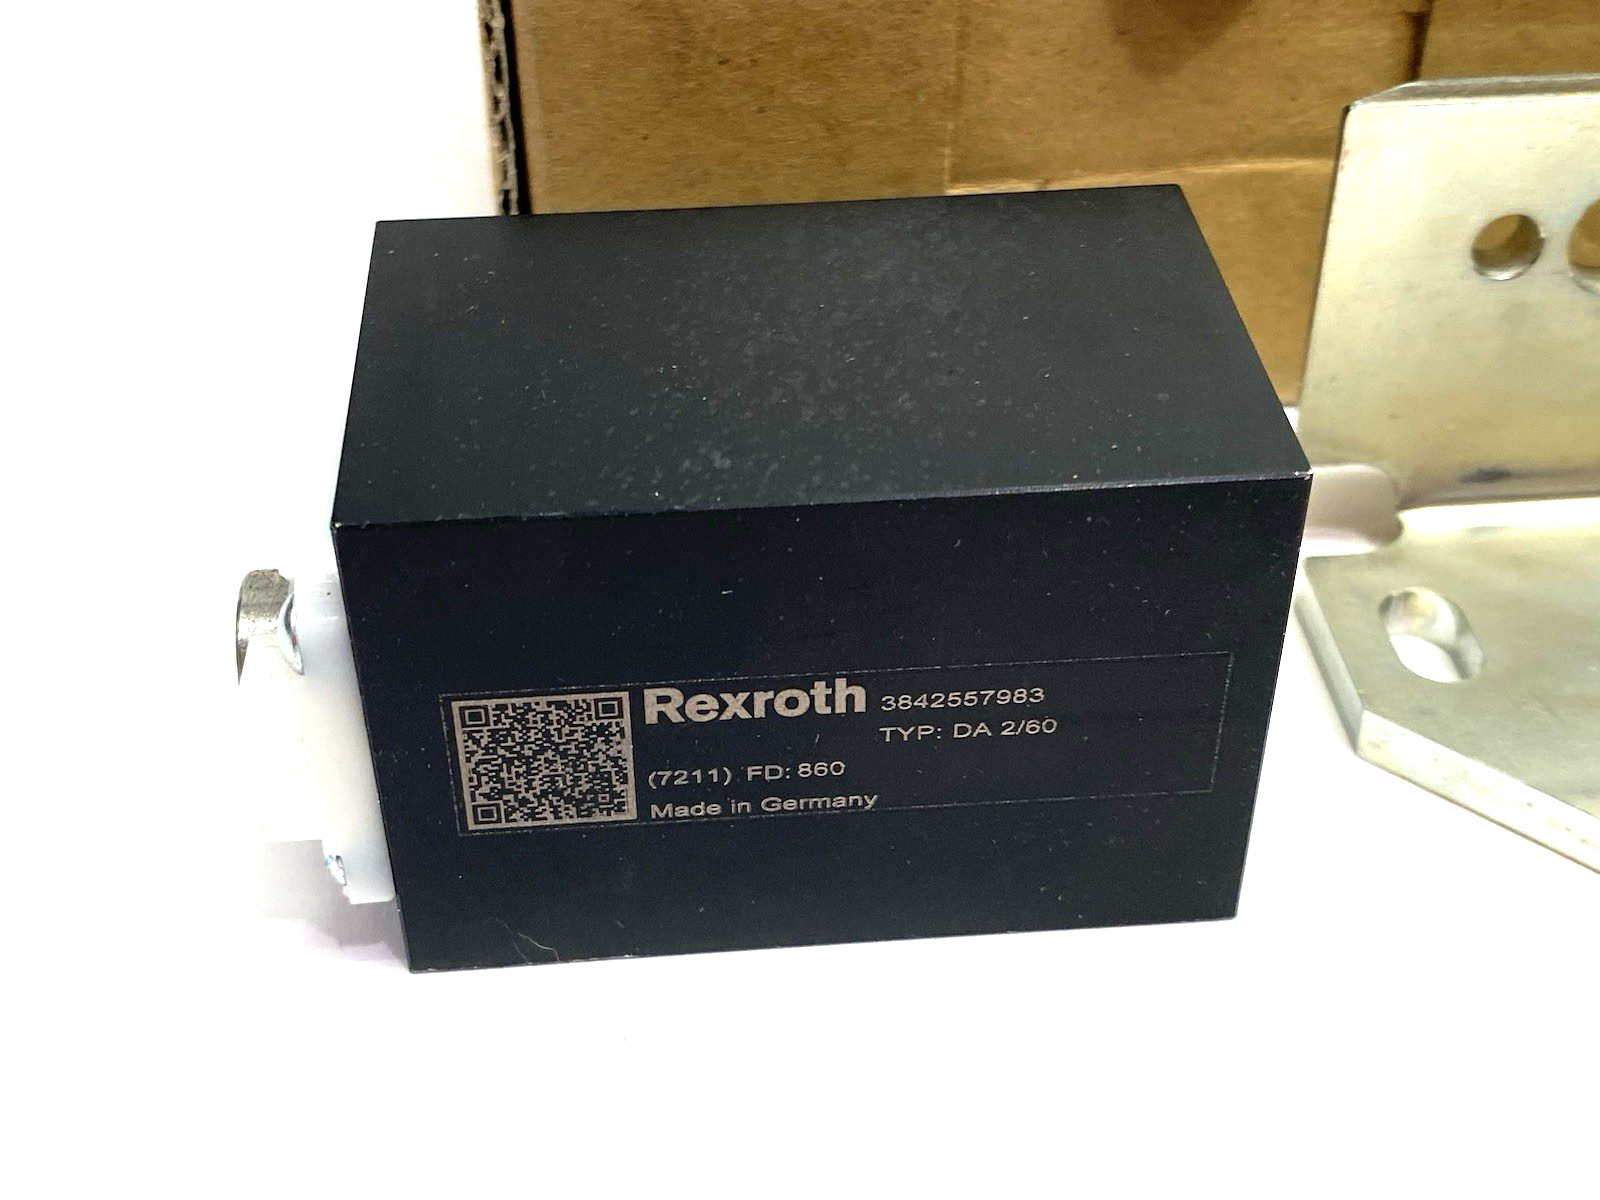 Rexroth 3842557983
TYP: DA 2/60
(7211) FD: 860
Made in Germany